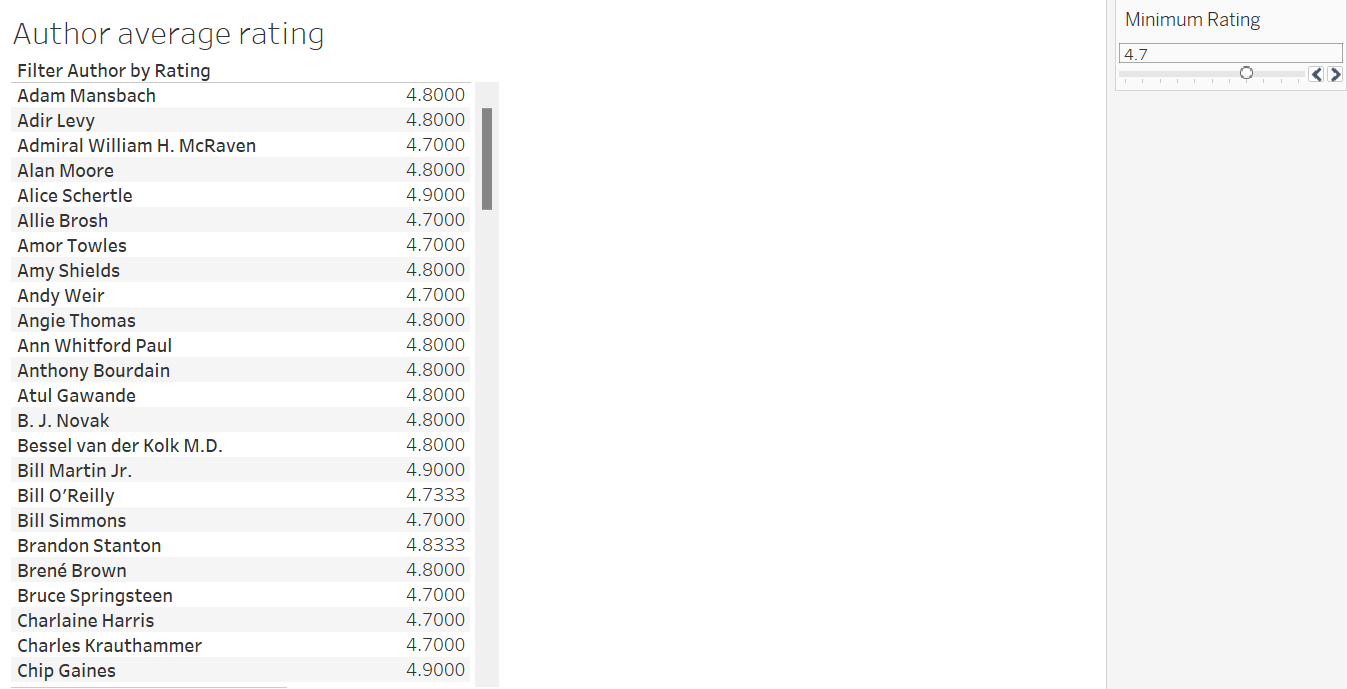 Author average rating
Filter Author by Rating
Adam Mansbach 4.8000
Adir Levy 4.8000
Admiral William H. McRaven 4.7000
Alan Moore 4.8000
Alice Schertle 4.9000
Allie Brosh 4.7000
Amor Towles 4.7000
Amy Shields 4.8000
Andy Weir 4.7000
Angie Thomas 4.8000
Ann Whitford Paul 4.8000
Anthony Bourdain 4.8000
Atul Gawande 4.8000
B. J. Novak 4.8000
Bessel van der Kolk M.D. 4.8000
Bill Martin Jr. 4.9000
Bill O’Reilly 4.7333
Bill Simmons 4.7000
Brandon Stanton 4.8333
Brené Brown 4.8000
Bruce Springsteen 4.7000
Charlaine Harris 4.7000
Charles Krauthammer 4.7000
Chip Gaines 4.9000
Minimum Rating
4.7